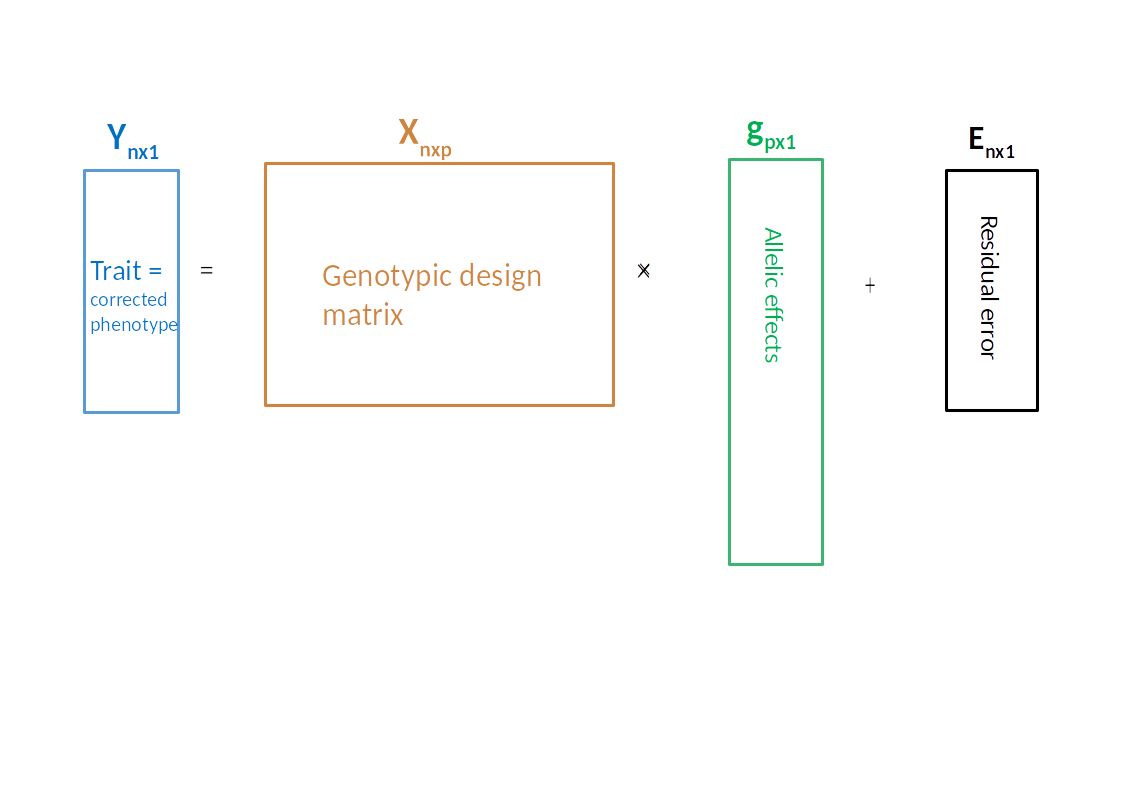 Y nx1
X nxp
g px1
E nx1
Trait =
corrected
phenotype
=
Genotypic design
matrix
×
Allelic effects
+
Residual error